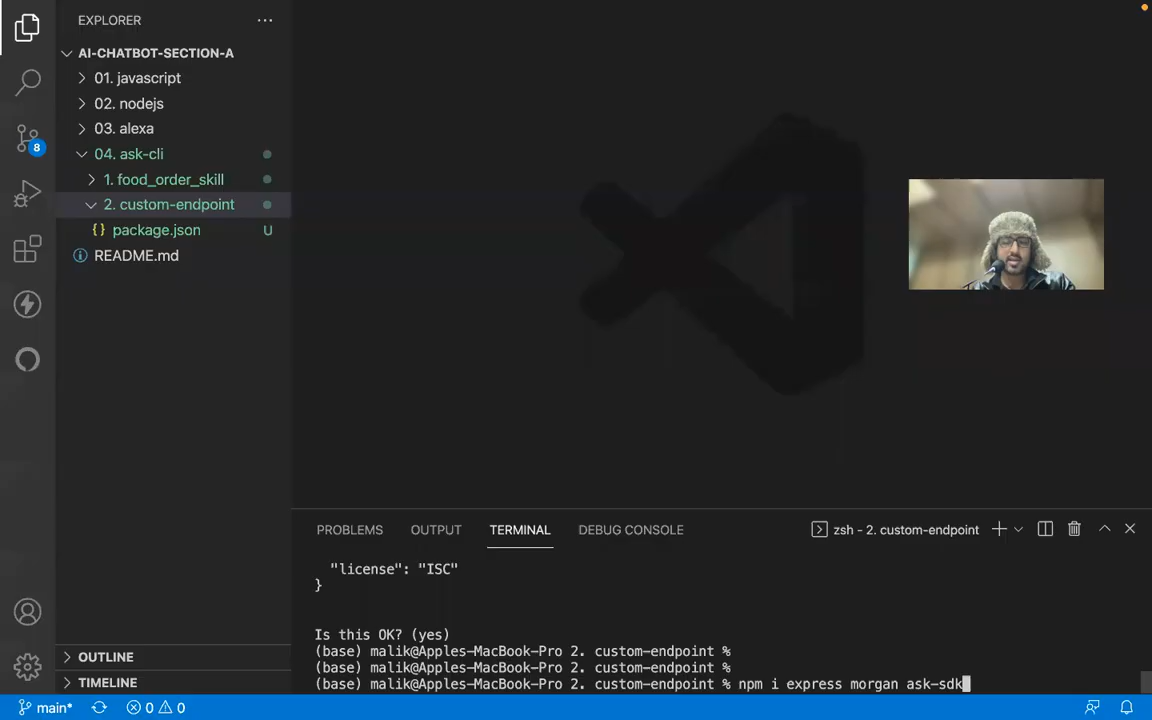 EXPLORER
AI-CHATBOT-SECTION-A
01. javascript
02. nodejs
03. alexa
04. ask-cli
1. food_order_skill
2. custom-endpoint
{} package.json U
README.md
8
OUTLINE
TIMELINE
PROBLEMS OUTPUT TERMINAL DEBUG CONSOLE zsh - 2. custom-endpoint
"license": "ISC"
}
Is this OK? (yes)
(base) malik@Apples-MacBook-Pro 2. custom-endpoint %
(base) malik@Apples-MacBook-Pro 2. custom-endpoint %
(base) malik@Apples-MacBook-Pro 2. custom-endpoint % npm i express morgan ask-sdk
main* 0 0